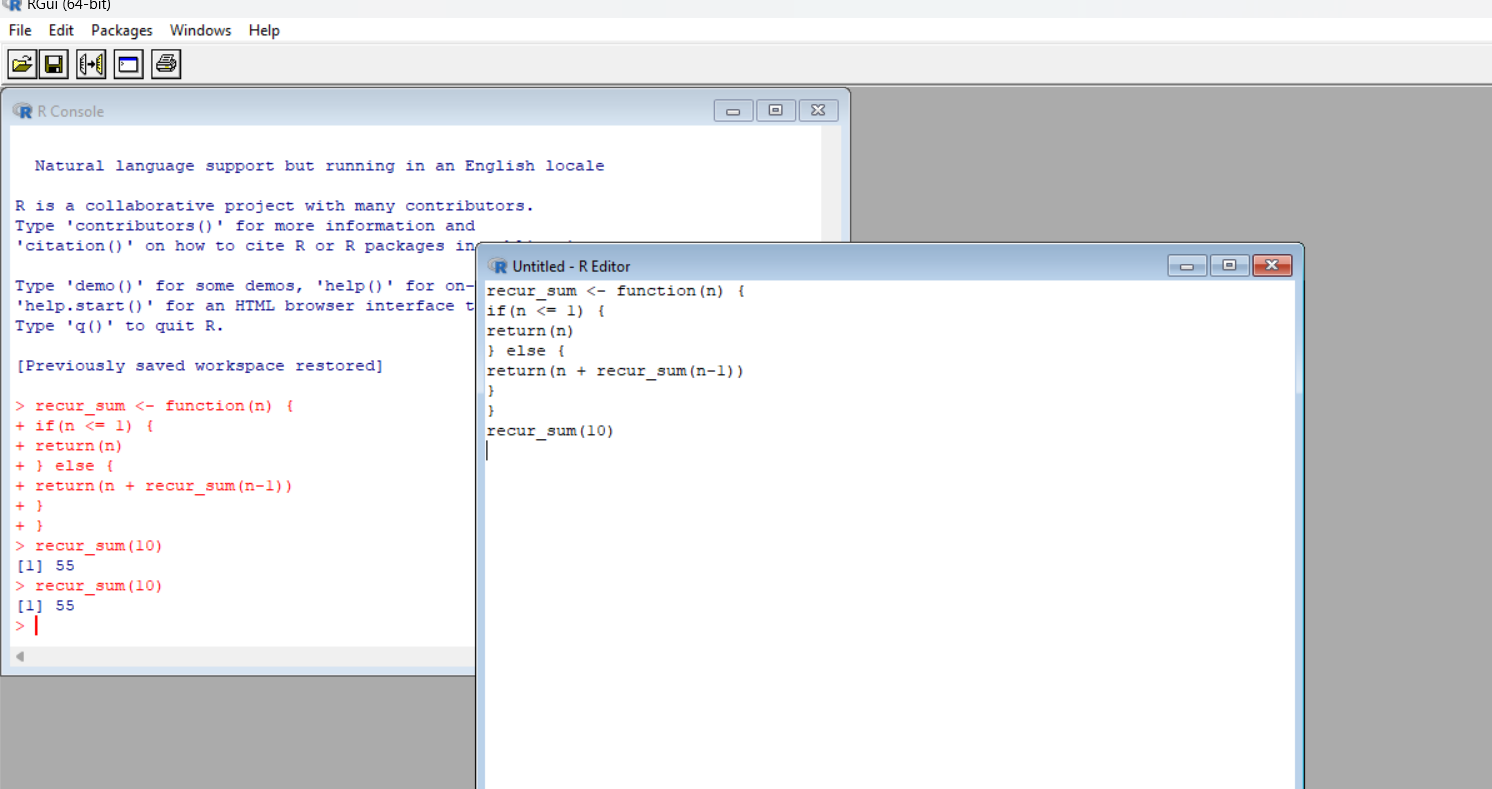 RGui (64-bit)
File Edit Packages Windows Help
R Console
Natural language support but running in an English locale
R is a collaborative project with many contributors.
Type 'contributors()' for more information and
'citation()' on how to cite R or R packages in
Type 'demo()' for some demos, 'help()' for on-
'help.start()' for an HTML browser interface t
Type 'q()' to quit R.
[Previously saved workspace restored]
> recur_sum <- function(n) {
+ if(n <= 1) {
+ return(n)
+ } else {
+ return(n + recur_sum(n-1))
+ }
+ }
> recur_sum(10)
[1] 55
> recur_sum(10)
[1] 55
>
Untitled - R Editor
recur_sum <- function(n) {
if(n <= 1) {
return(n)
} else {
return(n + recur_sum(n-1))
}
}
recur_sum(10)